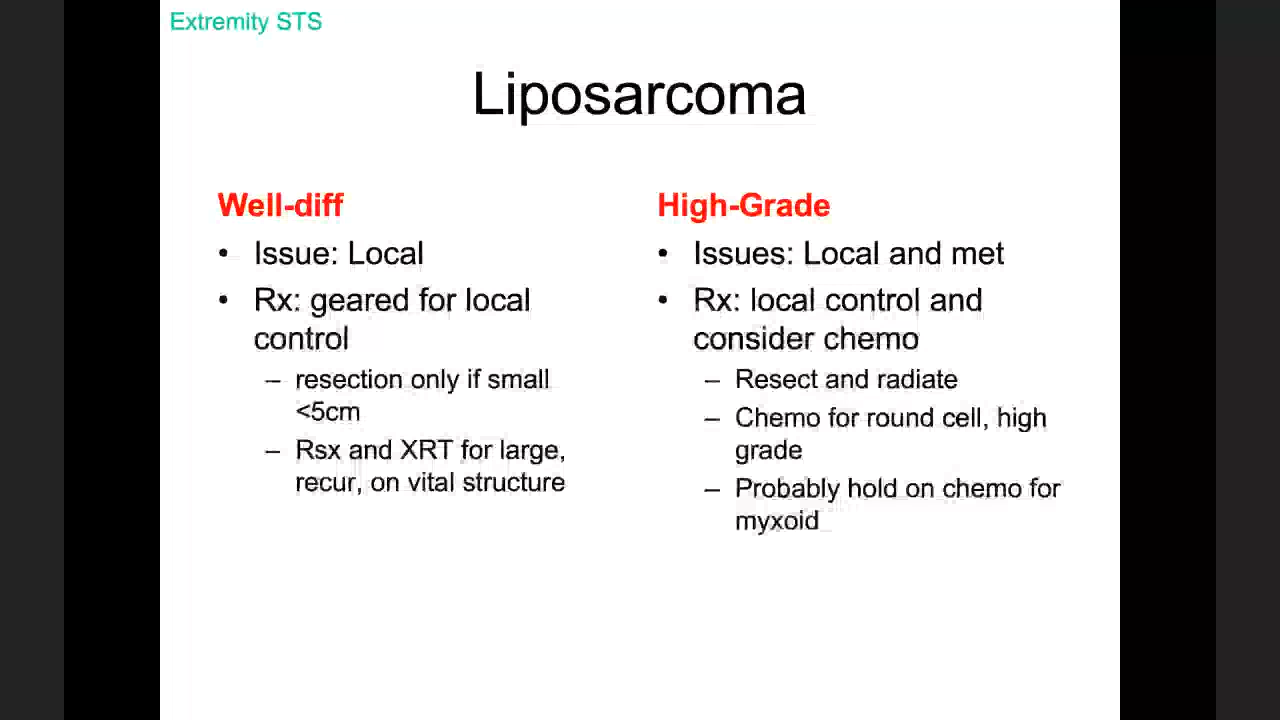 Extremity STS
Liposarcoma
Well-diff
• Issue: Local
• Rx: geared for local
control
– resection only if small
<5cm
– Rsx and XRT for large,
recur, on vital structure
High-Grade
• Issues: Local and met
• Rx: local control and
consider chemo
– Resect and radiate
– Chemo for round cell, high
grade
– Probably hold on chemo for
myxoid